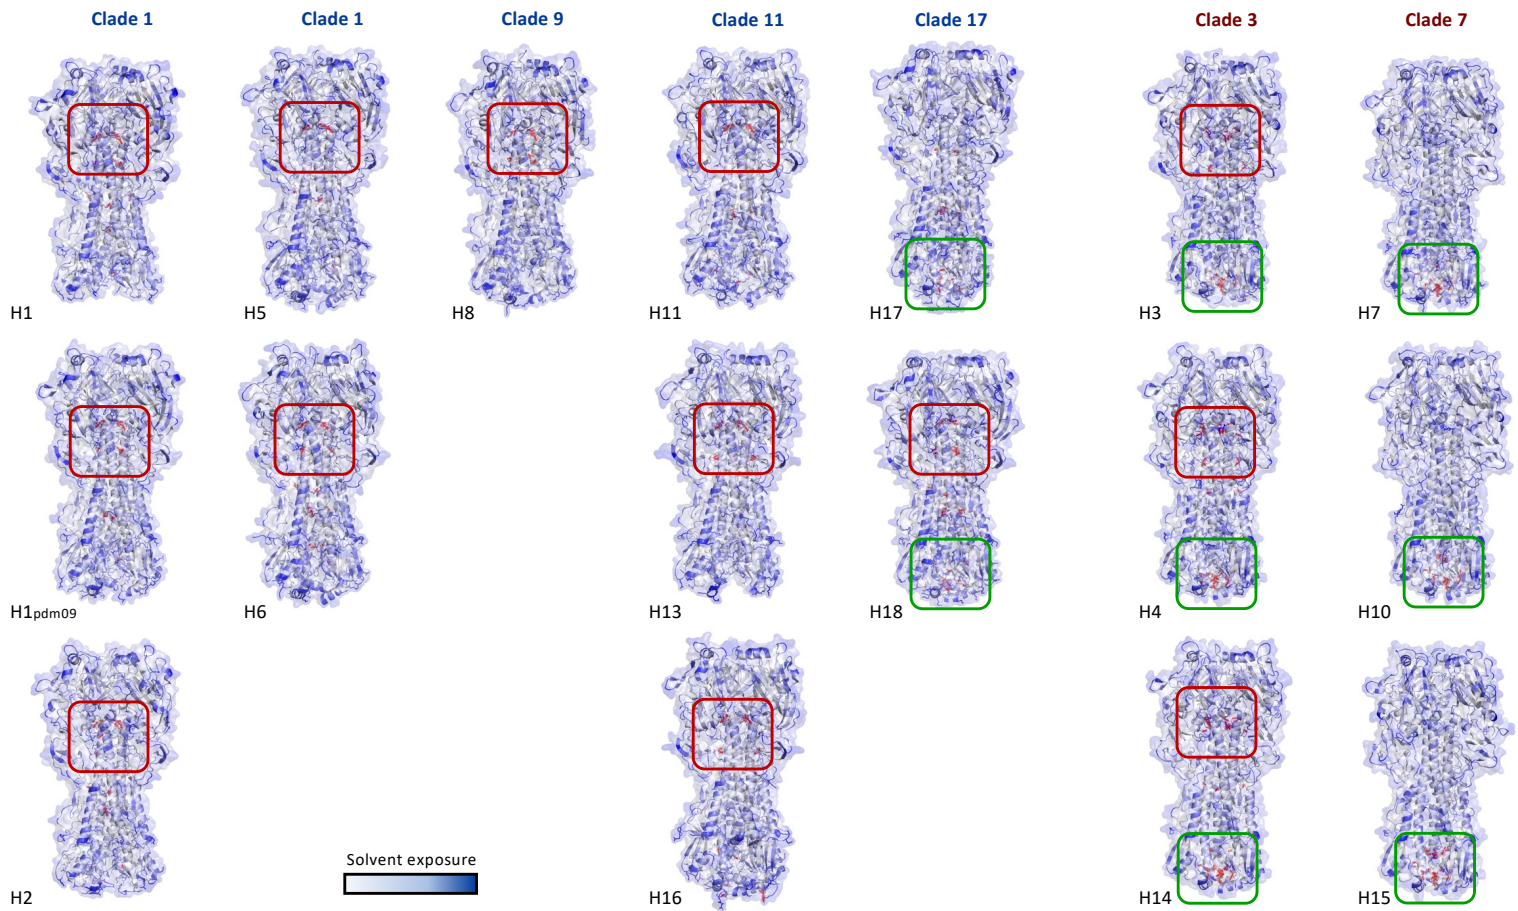 Clade 1
Clade 1
Clade 9
Clade 11
Clade 17
Clade 3
Clade 7
H1
H5
H8
H11
H17
H3
H7
H1pdm09
H6
H13
H18
H4
H10
Solvent exposure
H2
H16
H14
H15